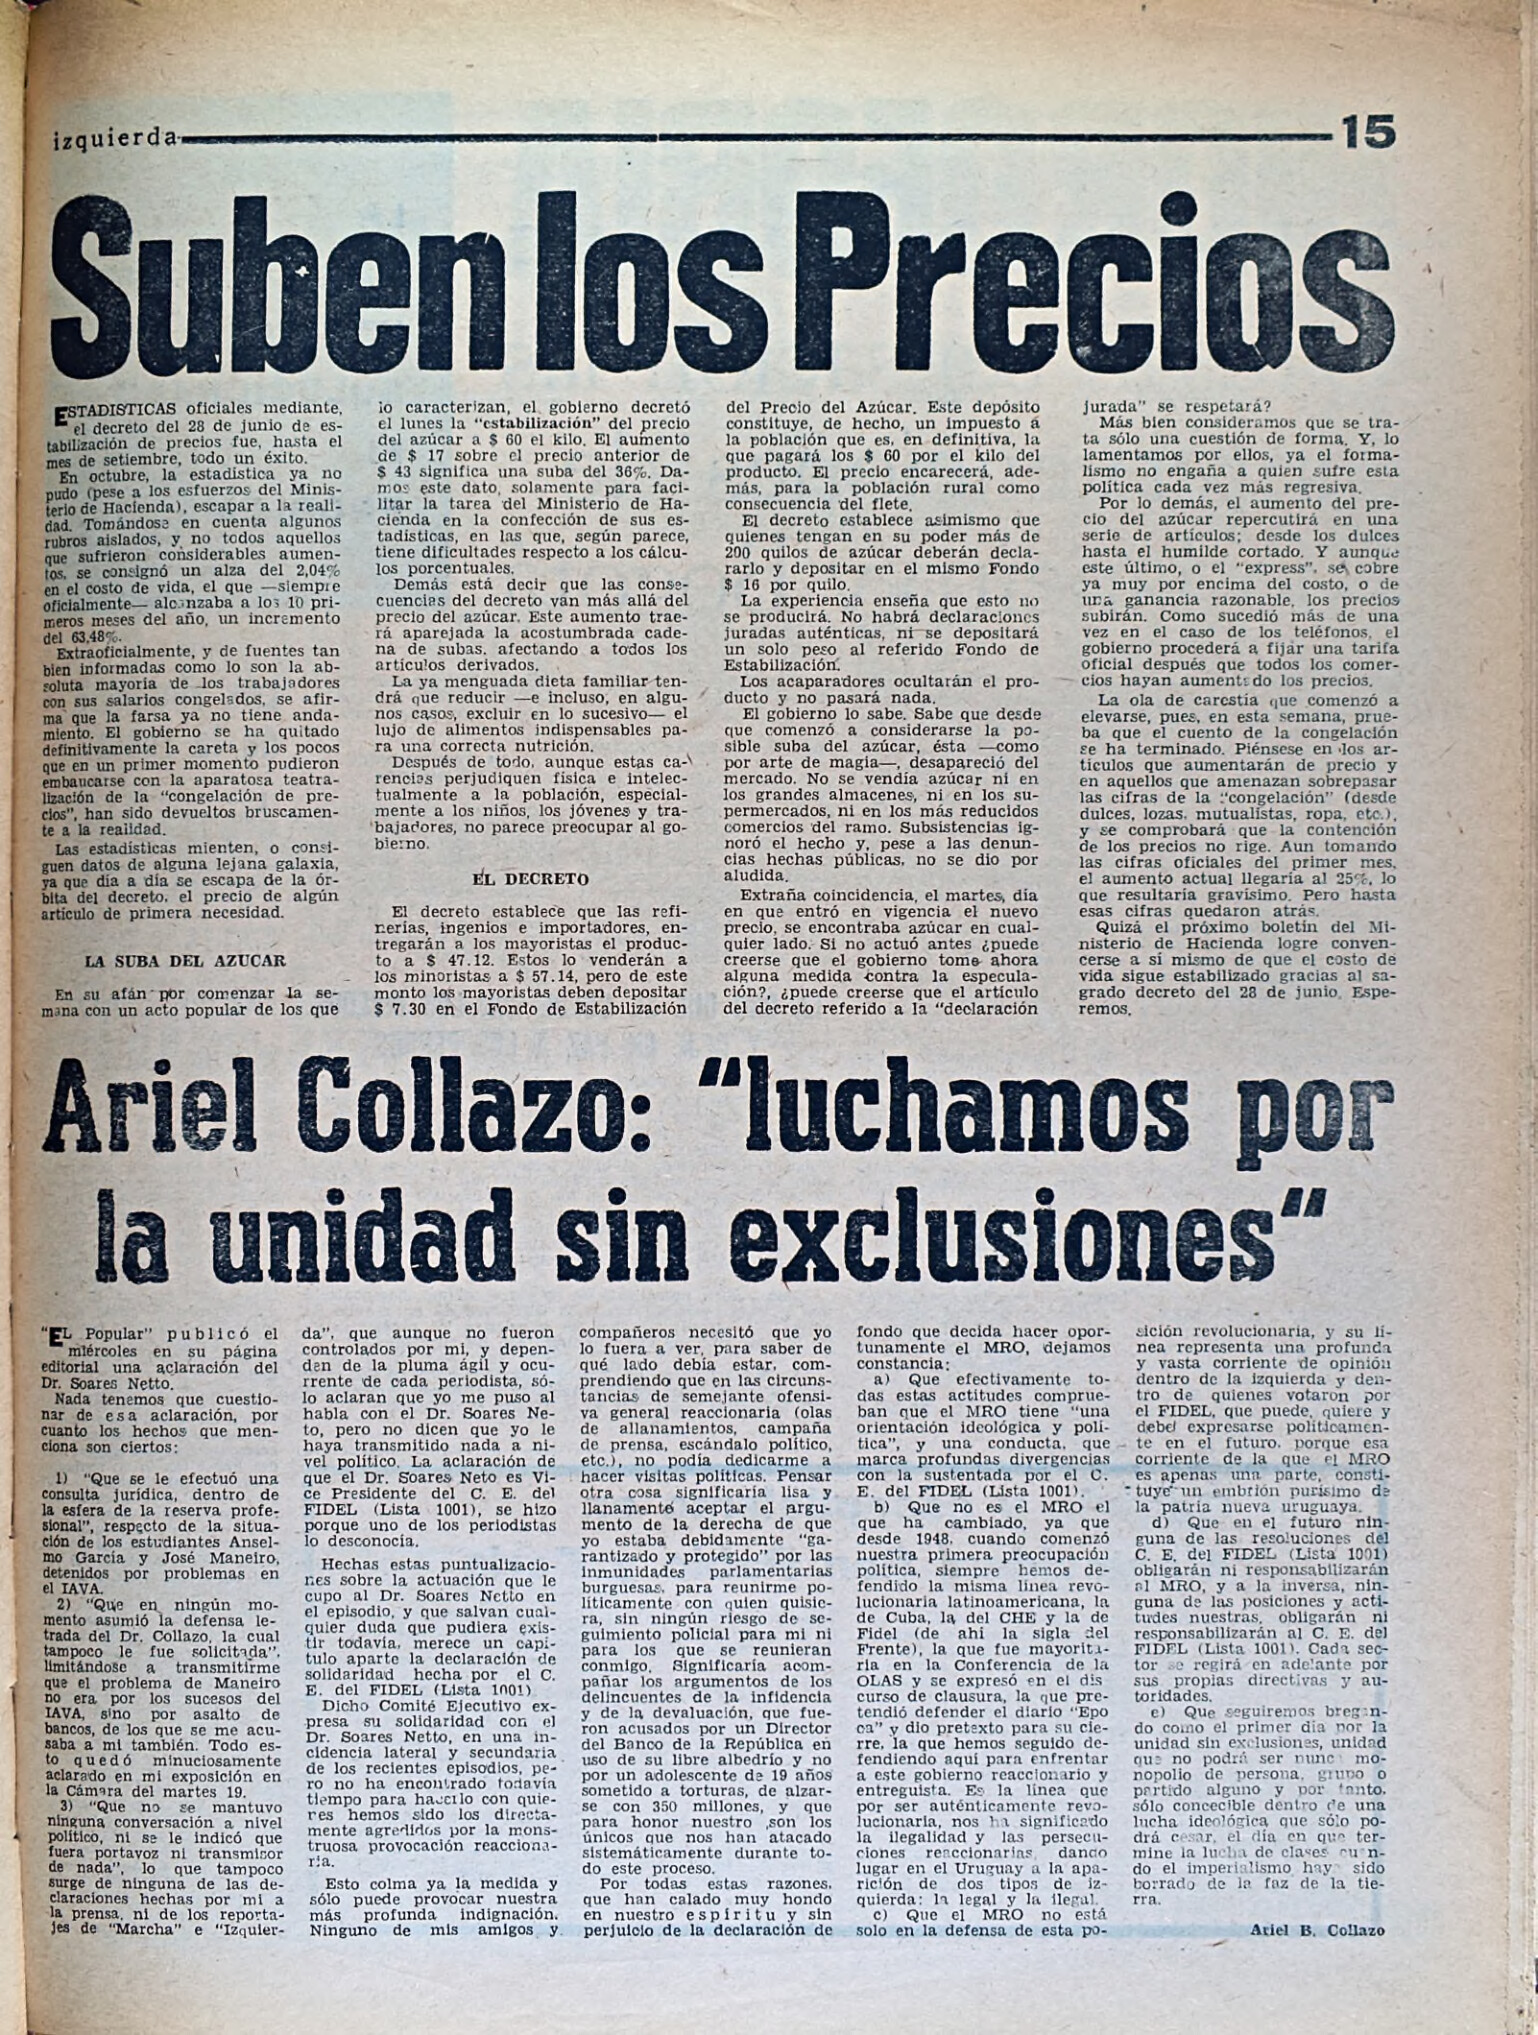 izquierda
15
Suben los Precios
ESTADISTICAS oficiales mediante,
el decreto del 28 de junio de es-
tabilización de precios fue, hasta el
mes de setiembre, todo un éxito.
En octubre, la estadística ya no
pudo (pese a los esfuerzos del Minis-
terio de Hacienda), escapar a la reali-
dad. Tomándose en cuenta algunos
rubros aislados, y no todos aquellos
que sufrieron considerables aumen-
tos, se consignó un alza del 2,04%
en el costo de vida, el que —siempre
oficialmente— alcanzaba a los 10 pri-
meros meses del año, un incremento
del 63,48%.
Extraoficialmente, y de fuentes tan
bien informadas como lo son la ab-
soluta mayoría de los trabajadores
con sus salarios congelados, se afir-
ma que la farsa ya no tiene anda-
miento. El gobierno se ha quitado
definitivamente la careta y los pocos
que en un primer momento pudieron
embaucarse con la aparatosa teatra-
lización de la "congelación de pre-
cios", han sido devueltos bruscamen-
te a la realidad.
Las estadísticas mienten, o consi-
guen datos de alguna lejana galaxia,
ya que día a día se escapa de la ór-
bita del decreto, el precio de algún
artículo de primera necesidad.
LA SUBA DEL AZUCAR
En su afán por comenzar la se-
mana con un acto popular de los que
lo caracterizan, el gobierno decretó
el lunes la "estabilización" del precio
del azúcar a $ 60 el kilo. El aumento
de $ 17 sobre el precio anterior de
$ 43 significa una suba del 36%. Da-
mos este dato, solamente para faci-
litar la tarea del Ministerio de Ha-
cienda en la confección de sus es-
tadísticas, en las que, según parece,
tiene dificultades respecto a los cálcu-
los porcentuales.
Demás está decir que las conse-
cuencias del decreto van más allá del
precio del azúcar. Este aumento trae-
rá aparejada la acostumbrada cade-
na de subas, afectando a todos los
artículos derivados.
La ya menguada dieta familiar ten-
drá que reducir —e incluso, en algu-
nos casos, excluir en lo sucesivo— el
lujo de alimentos indispensables pa-
ra una correcta nutrición.
Después de todo, aunque estas ca-
rencias perjudiquen física e intelec-
tualmente a la población, especial-
mente a los niños, los jóvenes y tra-
bajadores, no parece preocupar al go-
bierno.
EL DECRETO
El decreto establece que las refi-
nerías, ingenios e importadores, en-
tregarán a los mayoristas el produc-
to a $ 47.12. Estos lo venderán a
los minoristas a $ 57.14, pero de este
monto los mayoristas deben depositar
$ 7.30 en el Fondo de Estabilización
del Precio del Azúcar. Este depósito
constituye, de hecho, un impuesto á
la población que es, en definitiva, la
que pagará los $ 60 por el kilo del
producto. El precio encarecerá, ade-
más, para la población rural como
consecuencia del flete.
El decreto establece asimismo que
quienes tengan en su poder más de
200 quilos de azúcar deberán decla-
rarlo y depositar en el mismo Fondo
$ 16 por quilo.
La experiencia enseña que esto no
se producirá. No habrá declaraciones
juradas auténticas, ni se depositará
un solo peso al referido Fondo de
Estabilización.
Los acaparadores ocultarán el pro-
ducto y no pasará nada.
El gobierno lo sabe. Sabe que desde
que comenzó a considerarse la po-
sible suba del azúcar, ésta —como
por arte de magia—, desapareció del
mercado. No se vendía azúcar ni en
los grandes almacenes, ni en los su-
permercados, ni en los más reducidos
comercios del ramo. Subsistencias ig-
noró el hecho y, pese a las denun-
cias hechas públicas, no se dio por
aludida.
Extraña coincidencia, el martes, día
en que entró en vigencia el nuevo
precio, se encontraba azúcar en cual-
quier lado. Si no actuó antes ¿puede
creerse que el gobierno tome ahora
alguna medida contra la especula-
ción?, ¿puede creerse que el artículo
del decreto referido a la "declaración
jurada" se respetará?
Más bien consideramos que se tra-
ta sólo una cuestión de forma. Y, lo
lamentamos por ellos, ya el forma-
lismo no engaña a quien sufre esta
política cada vez más regresiva.
Por lo demás, el aumento del pre-
cio del azúcar repercutirá en una
serie de artículos; desde los dulces
hasta el humilde cortado. Y aunque
este último, o el "express", se cobre
ya muy por encima del costo, o de
una ganancia razonable, los precios
subirán. Como sucedió más de una
vez en el caso de los teléfonos, el
gobierno procederá a fijar una tarifa
oficial después que todos los comer-
cios hayan aumentado los precios.
La ola de carestía que comenzó a
elevarse, pues, en esta semana, prue-
ba que el cuento de la congelación
se ha terminado. Piénsese en los ar-
tículos que aumentarán de precio y
en aquellos que amenazan sobrepasar
las cifras de la "congelación" (desde
dulces, lozas, mutualistas, ropa, etc.),
y se comprobará que la contención
de los precios no rige. Aun tomando
las cifras oficiales del primer mes,
el aumento actual llegaría al 25%, lo
que resultaría gravísimo. Pero hasta
esas cifras quedaron atrás.
Quizá el próximo boletín del Mi-
nisterio de Hacienda logre conven-
cerse a sí mismo de que el costo de
vida sigue estabilizado gracias al sa-
grado decreto del 28 de junio. Espe-
remos.
Ariel Collazo: "luchamos por
la unidad sin exclusiones"
"EL Popular" publicó el
miércoles en su página
editorial una aclaración del
Dr. Soares Netto.
Nada tenemos que cuestio-
nar de esa aclaración, por
cuanto los hechos que men-
ciona son ciertos:
1) "Que se le efectuó una
consulta jurídica, dentro de
la esfera de la reserva profe-
sional", respecto de la situa-
ción de los estudiantes Ansel-
mo García y José Maneiro,
detenidos por problemas en
el IAVA.
2) "Que en ningún mo-
mento asumió la defensa le-
trada del Dr. Collazo, la cual
tampoco le fue solicitada",
limitándose a transmitirme
que el problema de Maneiro
no era por los sucesos del
IAVA, sino por asalto de
bancos, de los que se me acu-
saba a mí también. Todo es-
to quedó minuciosamente
aclarado en mi exposición en
la Cámara del martes 19.
3) "Que no se mantuvo
ninguna conversación a nivel
político, ni se le indicó que
fuera portavoz ni transmisor
de nada", lo que tampoco
surge de ninguna de las de-
claraciones hechas por mí a
la prensa, ni de los reporta-
jes de "Marcha" e "Izquier-
da", que aunque no fueron
controlados por mí, y depen-
den de la pluma ágil y ocu-
rrente de cada periodista, só-
lo aclaran que yo me puso al
habla con el Dr. Soares Ne-
to, pero no dicen que yo le
haya transmitido nada a ni-
vel político. La aclaración de
que el Dr. Soares Neto es Vi-
ce Presidente del C. E. del
FIDEL (Lista 1001), se hizo
porque uno de los periodistas
lo desconocía.
Hechas estas puntualizacio-
nes sobre la actuación que le
cupo al Dr. Soares Netto en
el episodio, y que salvan cual-
quier duda que pudiera exis-
tir todavía, merece un capí-
tulo aparte la declaración de
solidaridad hecha por el C.
E. del FIDEL (Lista 1001).
Dicho Comité Ejecutivo ex-
presa su solidaridad con el
Dr. Soares Netto, en una in-
cidencia lateral y secundaria
de los recientes episodios, pe-
ro no ha encontrado todavía
tiempo para hacerlo con quie-
res hemos sido los directa-
mente agredidos por la mons-
truosa provocación reacciona-
ria.
Esto colma ya la medida y
sólo puede provocar nuestra
más profunda indignación.
Ninguno de mis amigos y
compañeros necesitó que yo
lo fuera a ver, para saber de
qué lado debía estar, com-
prendiendo que en las circuns-
tancias de semejante ofensi-
va general reaccionaria (olas
de allanamientos, campaña
de prensa, escándalo político,
etc.), no podía dedicarme a
hacer visitas políticas. Pensar
otra cosa significaría lisa y
llanamente aceptar el argu-
mento de la derecha de que
yo estaba debidamente "ga-
rantizado y protegido" por las
inmunidades parlamentarias
burguesas, para reunirme po-
líticamente con quien quisie-
ra, sin ningún riesgo de se-
guimiento policial para mí ni
para los que se reunieran
conmigo. Significaría acom-
pañar los argumentos de los
delincuentes de la infidencia
y de la devaluación, que fue-
ron acusados por un Director
del Banco de la República en
uso de su libre albedrío y no
por un adolescente de 19 años
sometido a torturas, de alzar-
se con 350 millones, y que
para honor nuestro son los
únicos que nos han atacado
sistemáticamente durante to-
do este proceso.
Por todas estas razones,
que han calado muy hondo
en nuestro espíritu y sin
perjuicio de la declaración de
fondo que decida hacer opor-
tunamente el MRO, dejamos
constancia:
a) Que efectivamente to-
das estas actitudes comprue-
ban que el MRO tiene "una
orientación ideológica y polí-
tica", y una conducta, que
marca profundas divergencias
con la sustentada por el C.
E. del FIDEL (Lista 1001).
b) Que no es el MRO el
que ha cambiado, ya que
desde 1948, cuando comenzó
nuestra primera preocupación
política, siempre hemos de-
fendido la misma línea revo-
lucionaria latinoamericana, la
de Cuba, la del CHE y la de
Fidel (de ahí la sigla del
Frente), la que fue mayorita-
ria en la Conferencia de la
OLAS y se expresó en el dis
curso de clausura, la que pre-
tendió defender el diario "Epo
ca" y dio pretexto para su cie-
rre, la que hemos seguido de-
fendiendo aquí para enfrentar
a este gobierno reaccionario y
entreguista. Es la línea que
por ser auténticamente revo-
lucionaria, nos ha significado
la ilegalidad y las persecu-
ciones reaccionarias, dando
lugar en el Uruguay a la apa-
rición de dos tipos de iz-
quierda: la legal y la ilegal.
c) Que el MRO no está
solo en la defensa de esta po-
sición revolucionaria, y su lí-
nea representa una profunda
y vasta corriente de opinión
dentro de la izquierda y den-
tro de quienes votaron por
el FIDEL, que puede, quiere y
debe expresarse políticamen-
te en el futuro, porque esa
corriente de la que el MRO
es apenas una parte, consti-
tuye un embrión purísimo de
la patria nueva uruguaya.
d) Que en el futuro nin-
guna de las resoluciones del
C. E. del FIDEL (Lista 1001)
obligarán ni responsabilizarán
al MRO, y a la inversa, nin-
guna de las posiciones y acti-
tudes nuestras, obligarán ni
responsabilizarán al C. E. del
FIDEL (Lista 1001). Cada sec-
tor se regirá en adelante por
sus propias directivas y au-
toridades.
e) Que seguiremos bregan-
do como el primer día por la
unidad sin exclusiones, unidad
que no podrá ser nunc mo-
nopolio de persona, grupo o
partido alguno y por tanto,
sólo concecible dentro de una
lucha ideológica que sólo po-
drá cesar, el día en que ter-
mine la lucha de clases cuan-
do el imperialismo hay sido
borrado de la faz de la tie-
rra.
Ariel B. Collazo